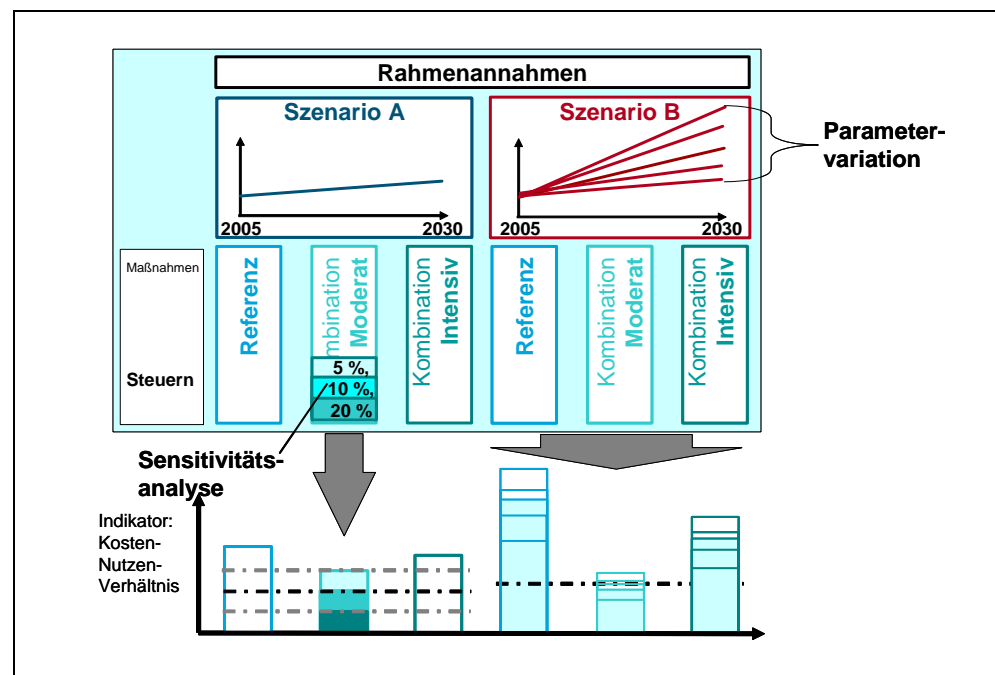 Rahmenannahmen
Szenario A
2005
2030
Szenario B
2005
2030
Parameter-
variation
Maßnahmen
Steuern
Referenz
mbination
Moderat
5 %,
10 %,
20 %
Kombination
Intensiv
Referenz
Kombination
Moderat
Kombination
Intensiv
Sensitivitäts-
analyse
Indikator:
Kosten-
Nutzen-
Verhältnis